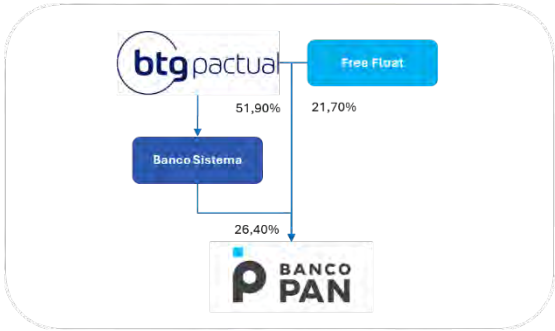 btg pactual
Free Float
51,90%
21,70%
Banco Sistema
26,40%
BANCO
PAN